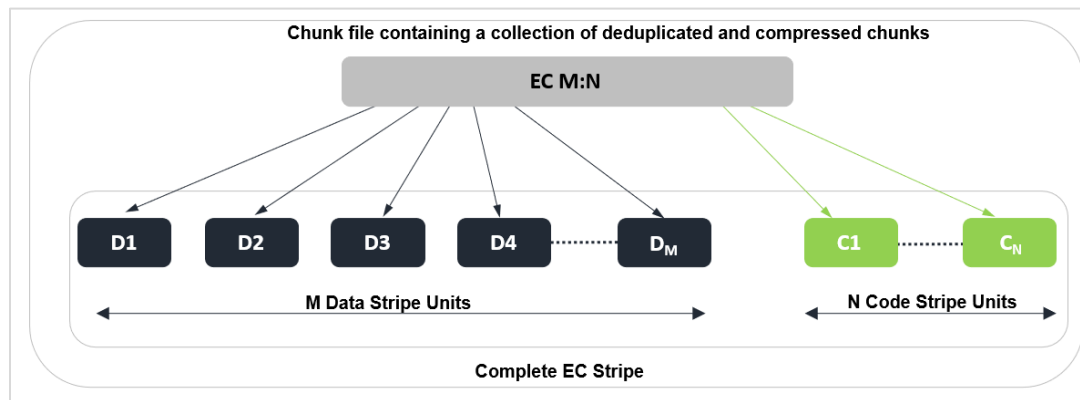 Chunk file containing a collection of deduplicated and compressed chunks
EC M:N
D1 D2 D3 D4 DM C1 CN
M Data Stripe Units N Code Stripe Units
Complete EC Stripe